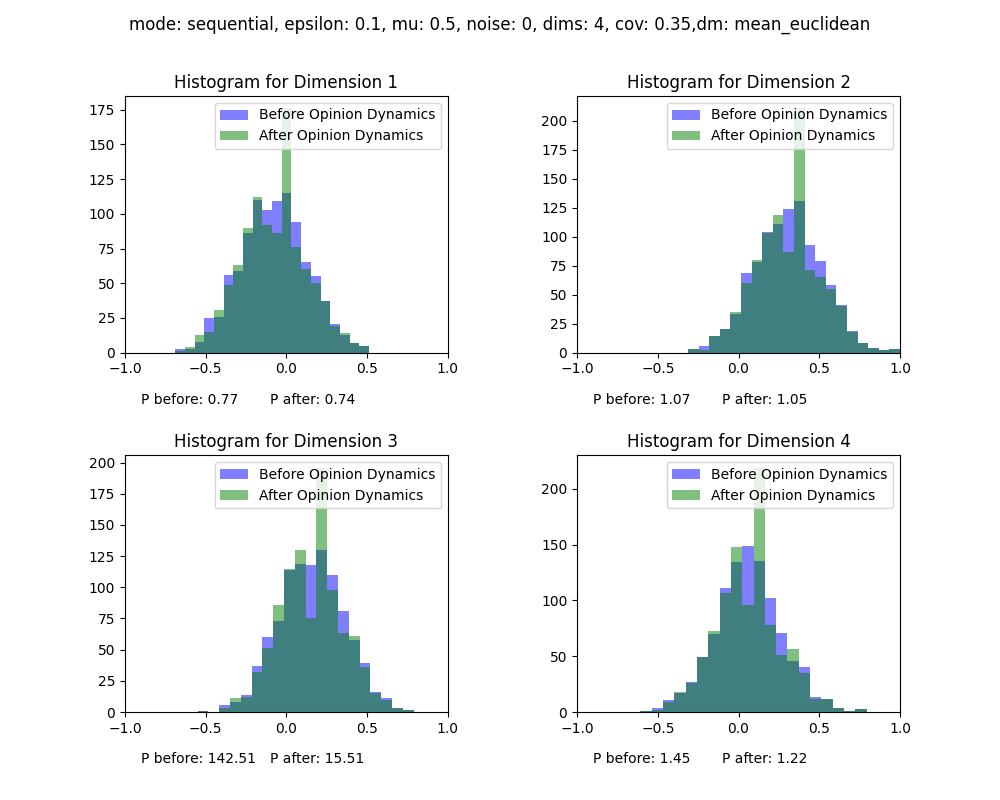 mode: sequential, epsilon: 0.1, mu: 0.5, noise: 0, dims: 4, cov: 0.35,dm: mean_euclidean
Histogram for Dimension 1
Before Opinion Dynamics
After Opinion Dynamics
175
150
125
100
75
50
25
0
−1.0 −0.5 0.0 0.5 1.0
P before: 0.77 P after: 0.74
Histogram for Dimension 2
Before Opinion Dynamics
After Opinion Dynamics
200
175
150
125
100
75
50
25
0
−1.0 −0.5 0.0 0.5 1.0
P before: 1.07 P after: 1.05
Histogram for Dimension 3
Before Opinion Dynamics
After Opinion Dynamics
200
175
150
125
100
75
50
25
0
−1.0 −0.5 0.0 0.5 1.0
P before: 142.51 P after: 15.51
Histogram for Dimension 4
Before Opinion Dynamics
After Opinion Dynamics
200
150
100
50
0
−1.0 −0.5 0.0 0.5 1.0
P before: 1.45 P after: 1.22